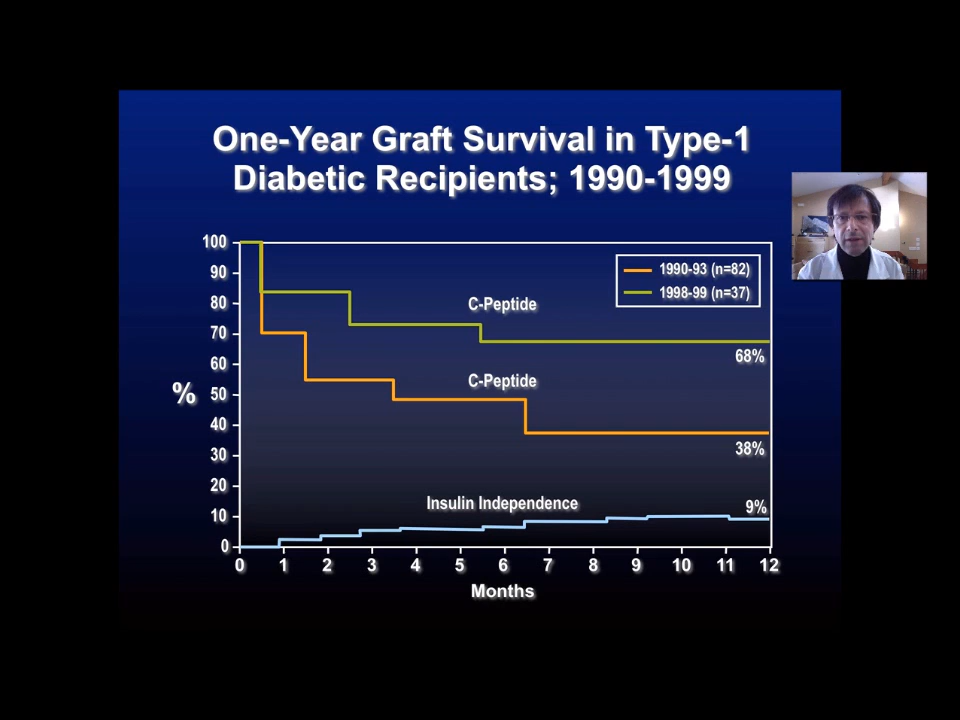 One-Year Graft Survival in Type-1
Diabetic Recipients; 1990-1999
100
90
80
70
60
50
40
30
20
10
0
%
1990-93 (n=82)
1998-99 (n=37)
C-Peptide
68%
C-Peptide
38%
Insulin Independence
9%
0 1 2 3 4 5 6 7 8 9 10 11 12
Months